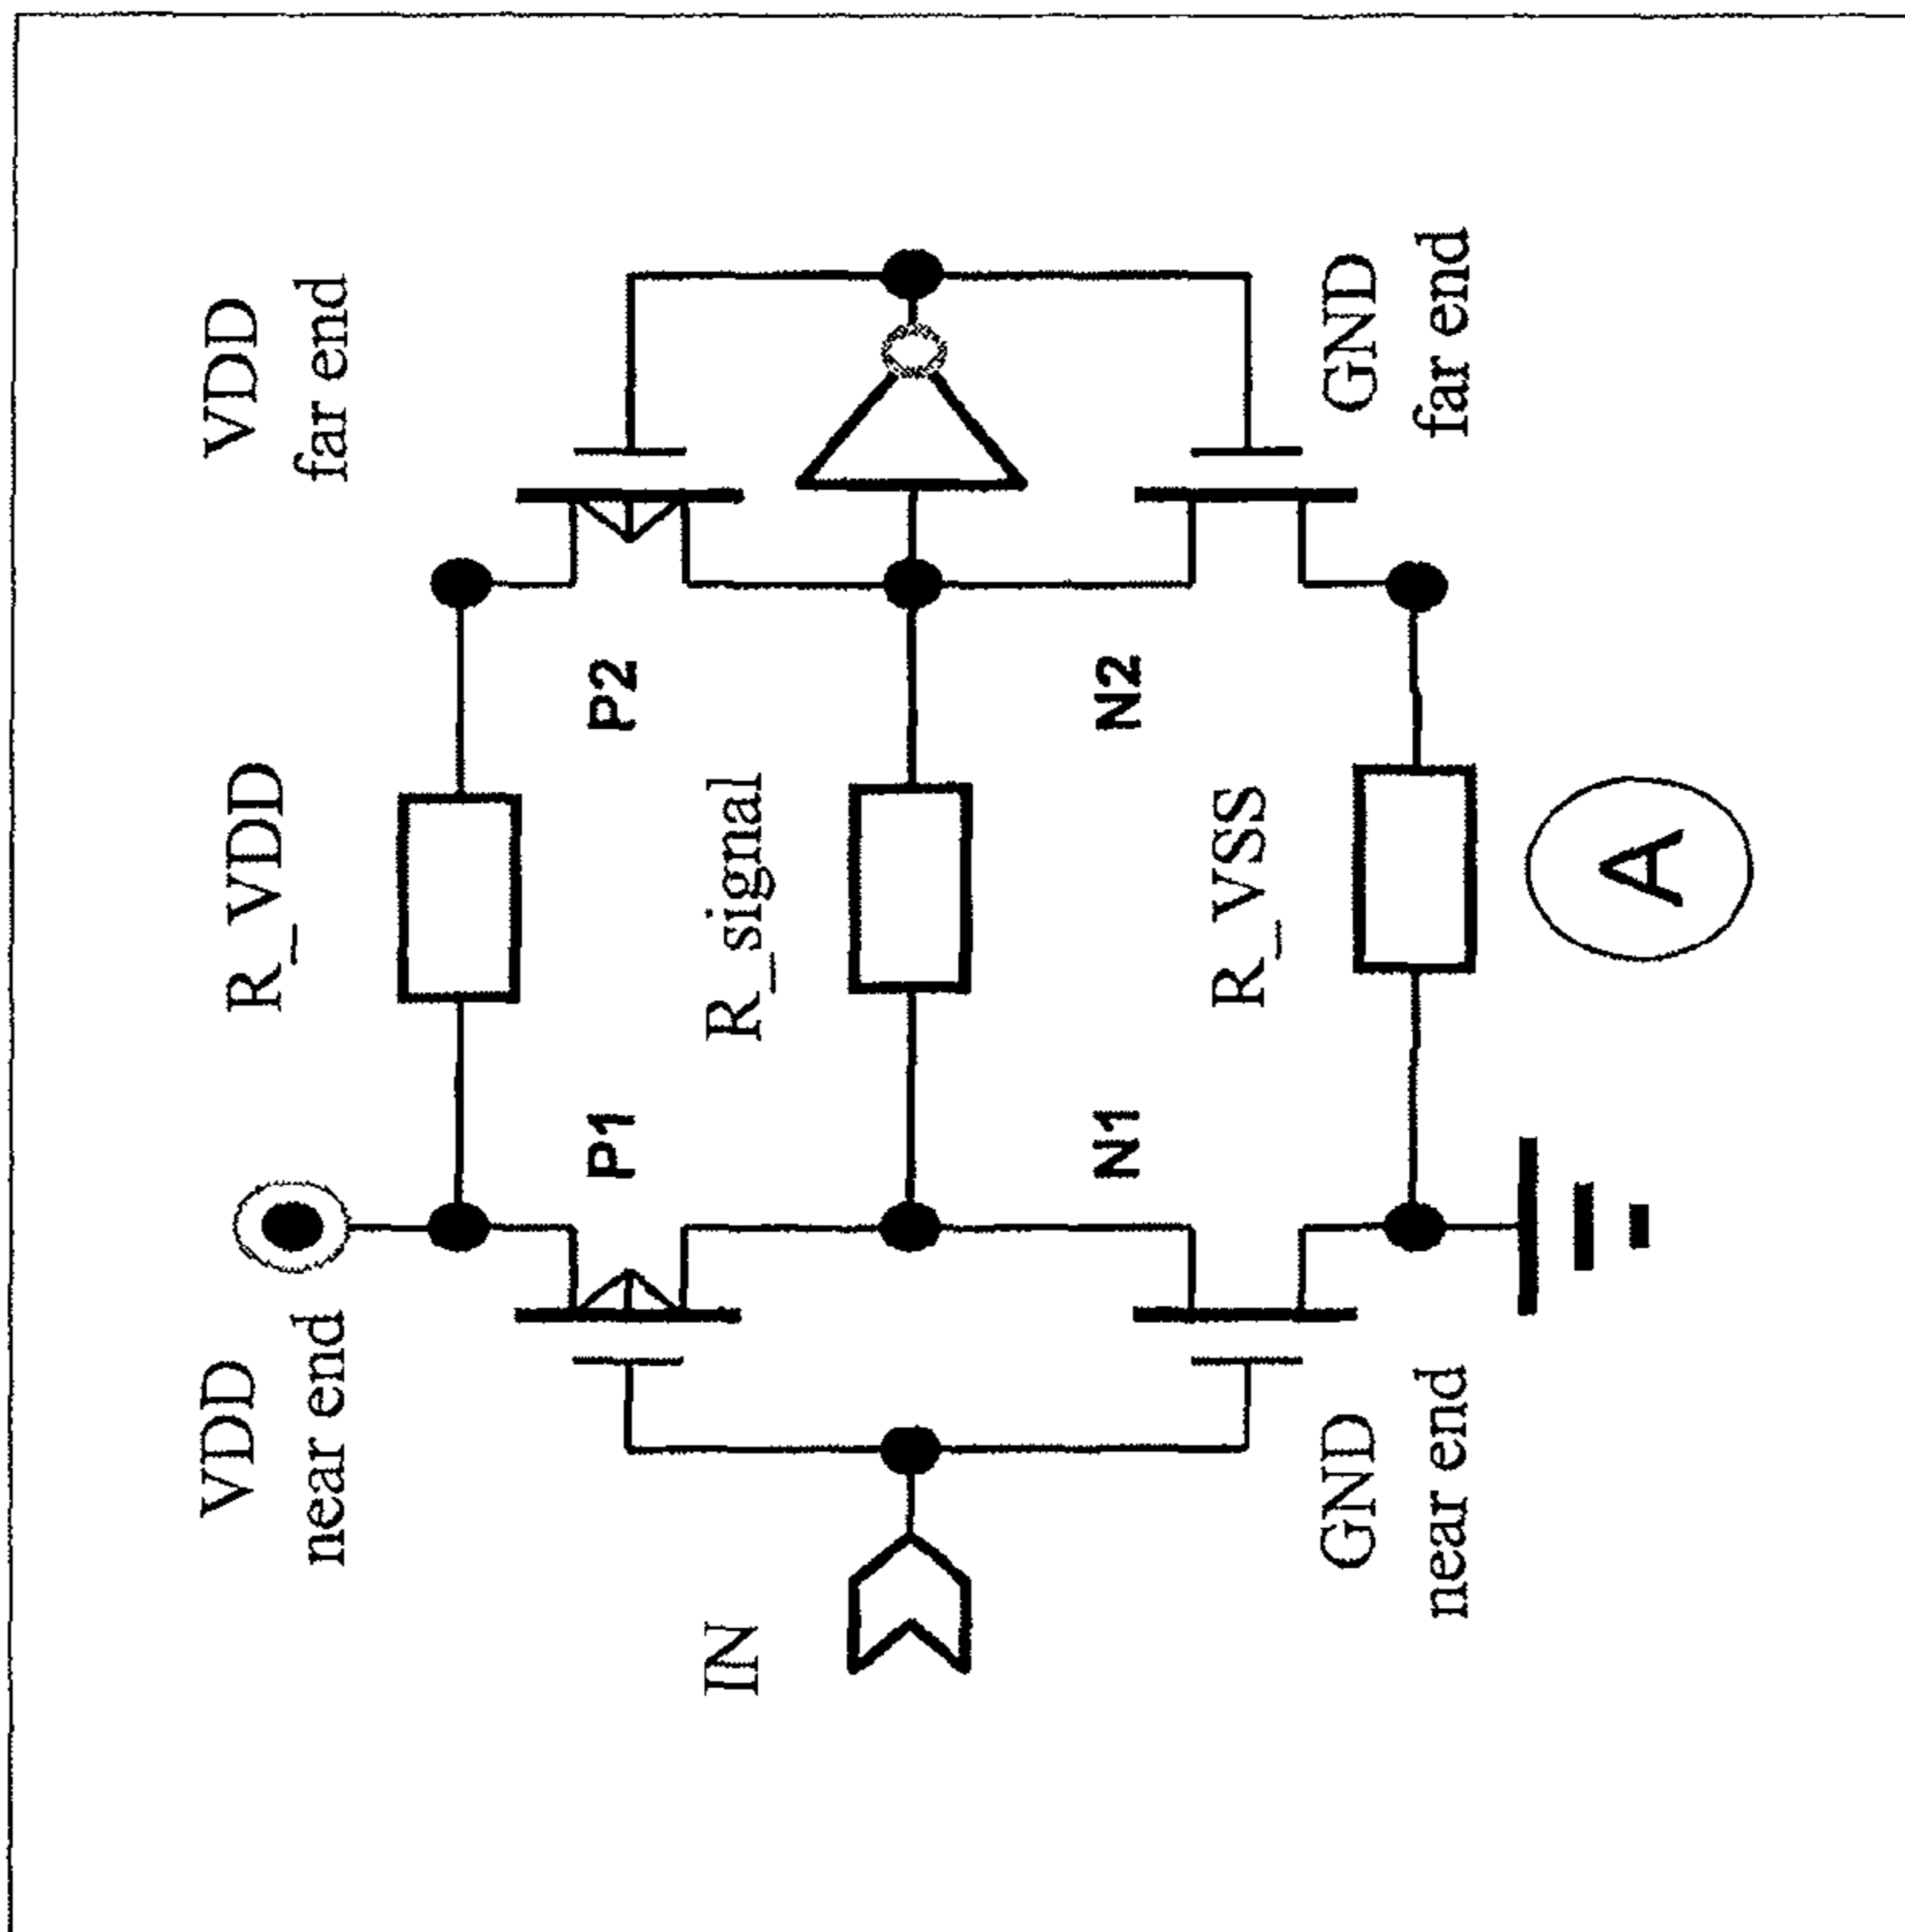 VDD
near end
R_VDD
VDD
far end
P1
P2
IN
R_signal
N1
N2
R_VSS
GND
near end
GND
far end
A